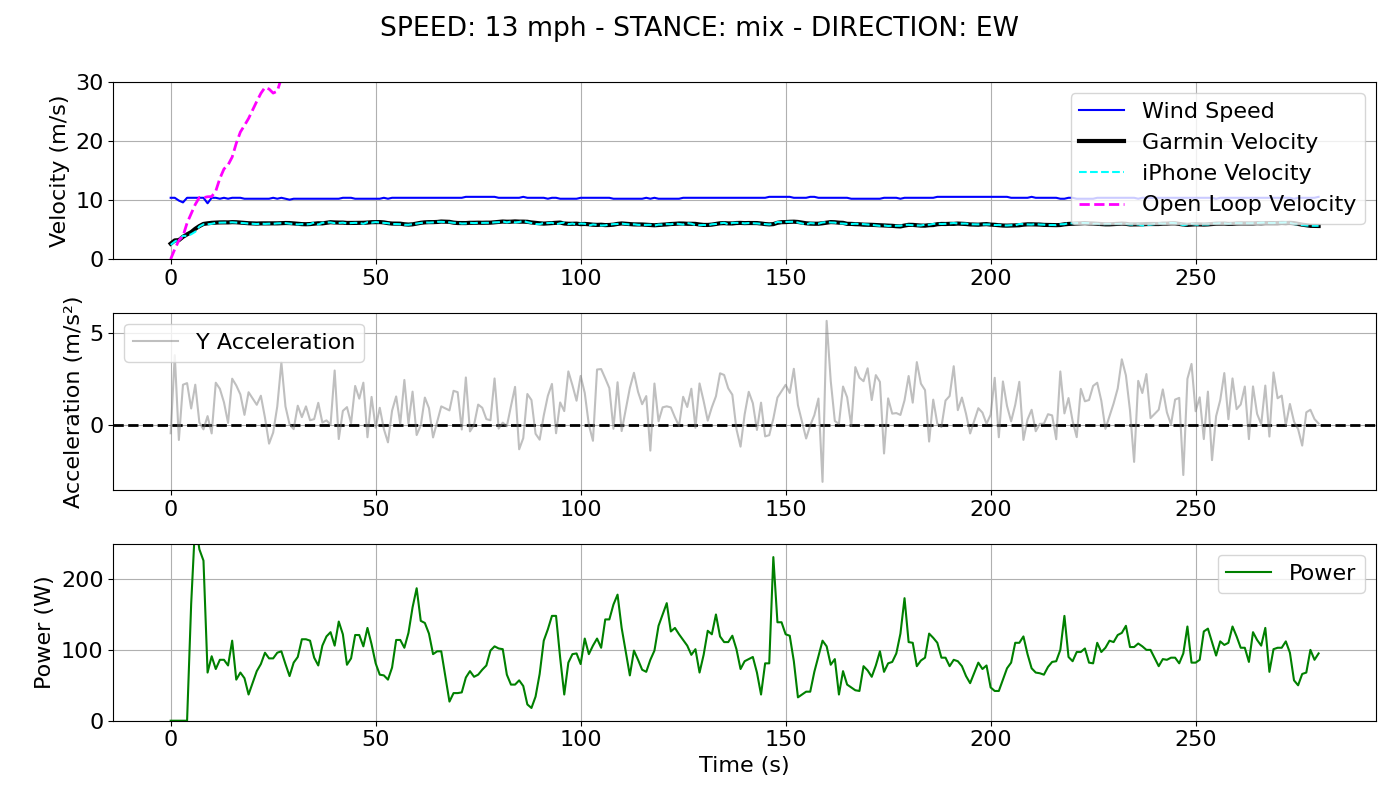 SPEED: 13 mph - STANCE: mix - DIRECTION: EW
Velocity (m/s)
30
20
10
0
Wind Speed
Garmin Velocity
iPhone Velocity
Open Loop Velocity
0 50 100 150 200 250
Acceleration (m/s²)
5
0
Y Acceleration
0 50 100 150 200 250
Power (W)
200
100
0
Power
0 50 100 150 200 250
Time (s)